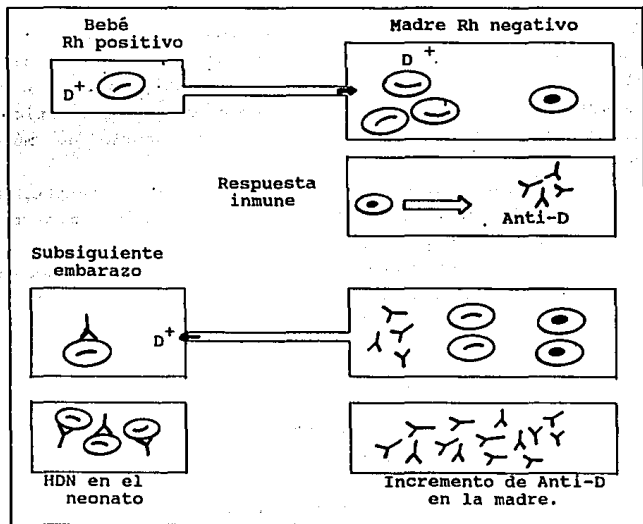 Bebé
Rh positivo
Madre Rh negativo
D+
D+
Respuesta
inmune
Anti-D
Subsiguiente
embarazo
D+
HDN en el
neonato
Incremento de Anti-D
en la madre.